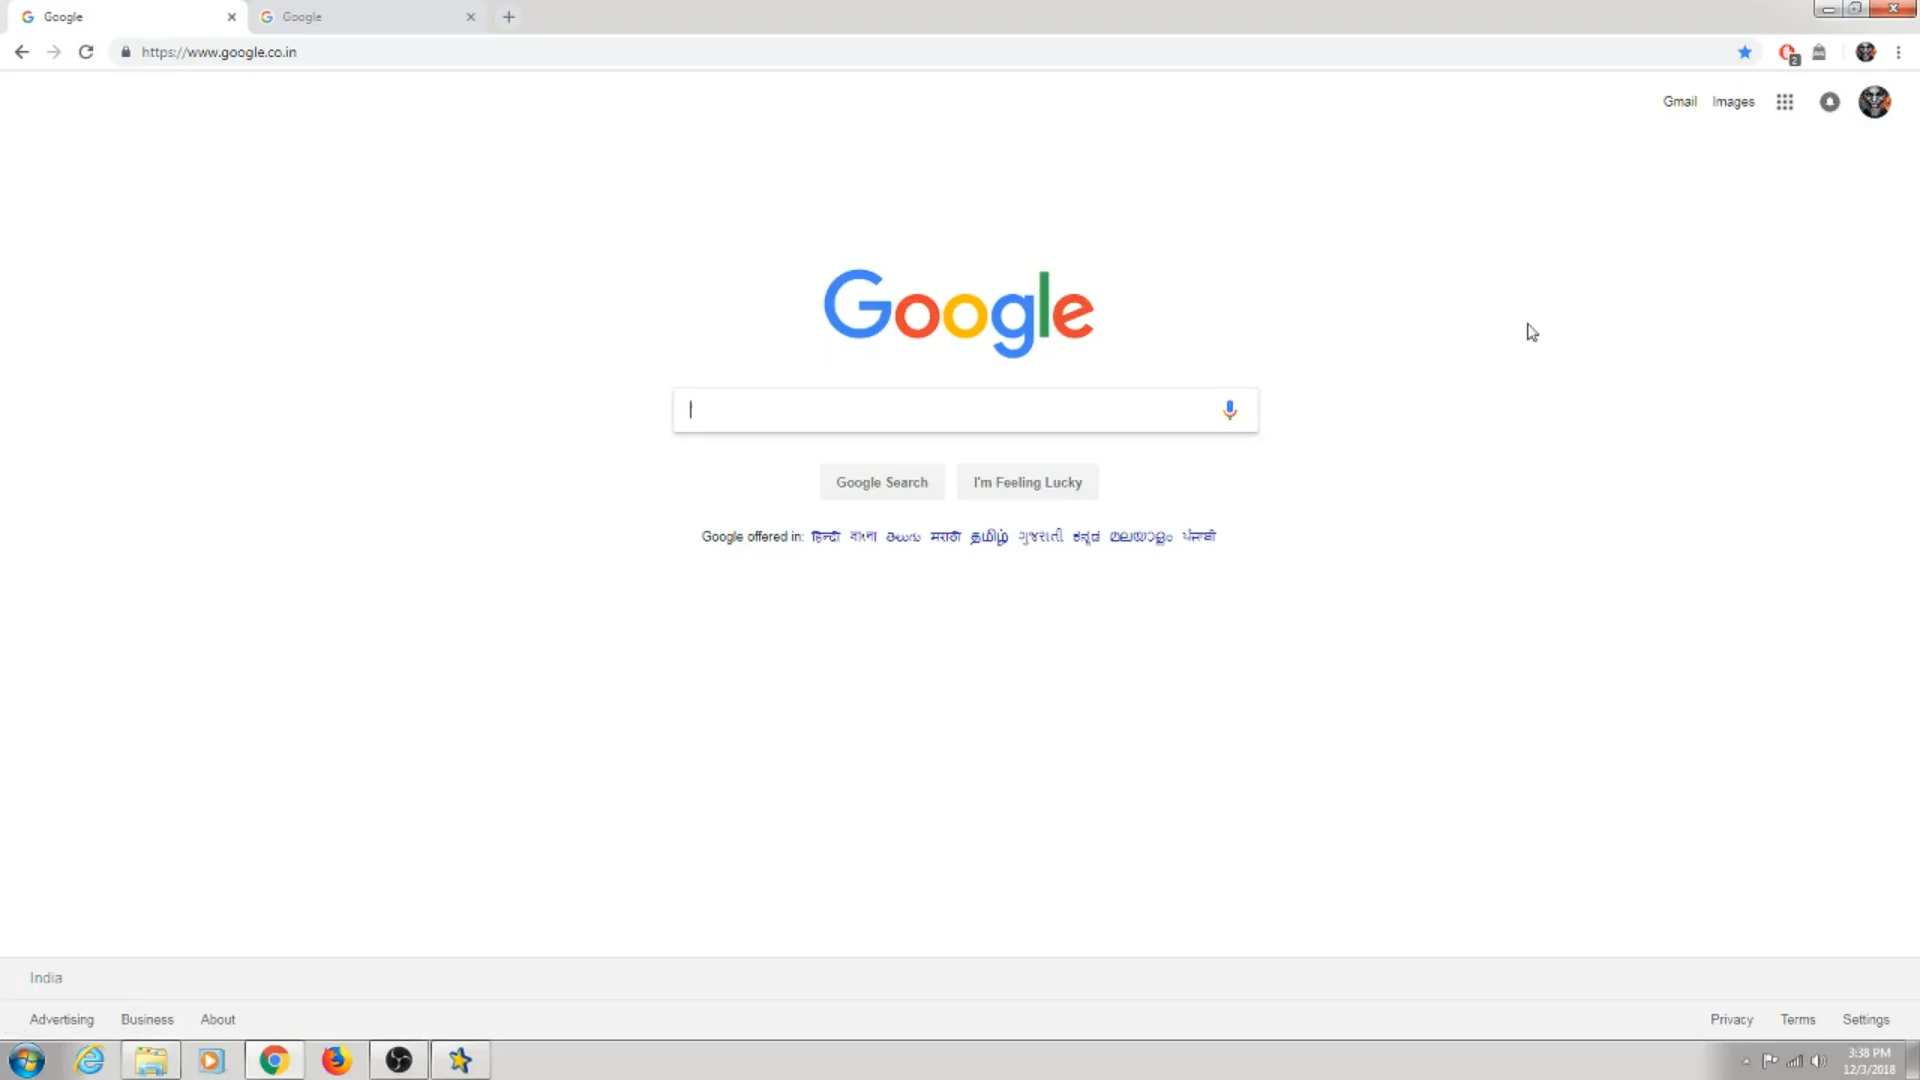 Google
Google
https://www.google.co.in
2
Gmail Images
Google
Google Search I'm Feeling Lucky
Google offered in: हिन्दी বাংলা తెలుగు मराठी தமிழ் ગુજરાતી ಕನ್ನಡ മലയാളം ਪੰਜਾਬੀ
India
Advertising Business About
Privacy Terms Settings
3:38 PM
12/3/2018